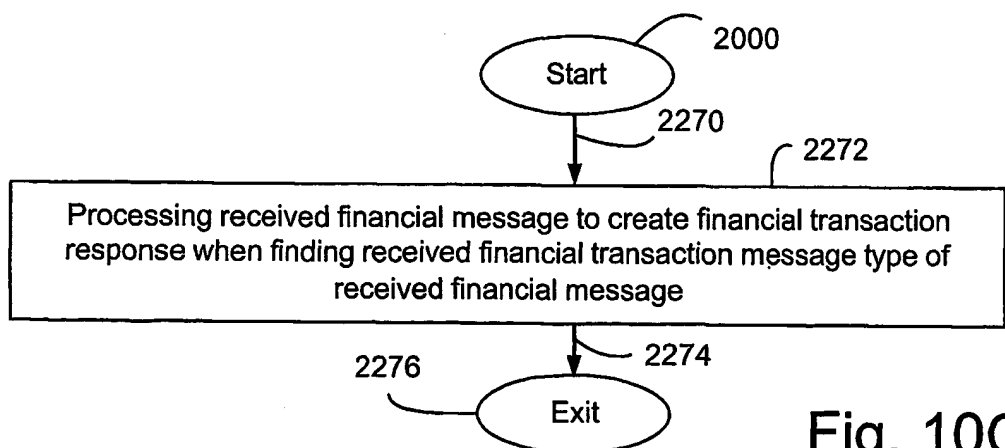 2000
Start
2270
2272
Processing received financial message to create financial transaction
response when finding received financial transaction message type of
received financial message
2274
2276
Exit